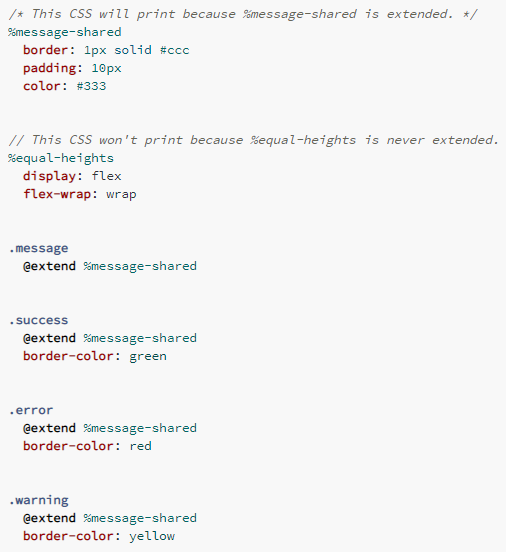 /* This CSS will print because %message-shared is extended. */
%message-shared
  border: 1px solid #ccc
  padding: 10px
  color: #333
// This CSS won't print because %equal-heights is never extended.
%equal-heights
  display: flex
  flex-wrap: wrap
.message
  @extend %message-shared
.success
  @extend %message-shared
  border-color: green
.error
  @extend %message-shared
  border-color: red
.warning
  @extend %message-shared
  border-color: yellow